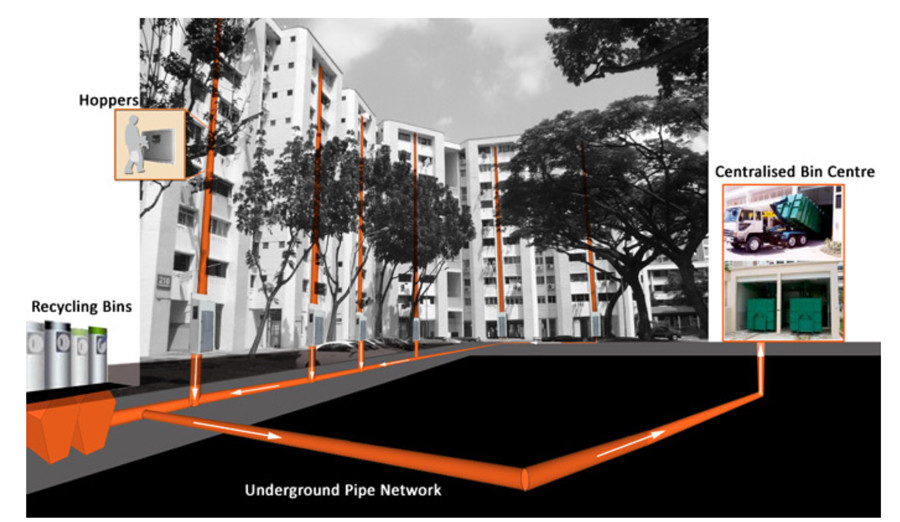 Hoppers
Centralised Bin Centre
Recycling Bins
Underground Pipe Network